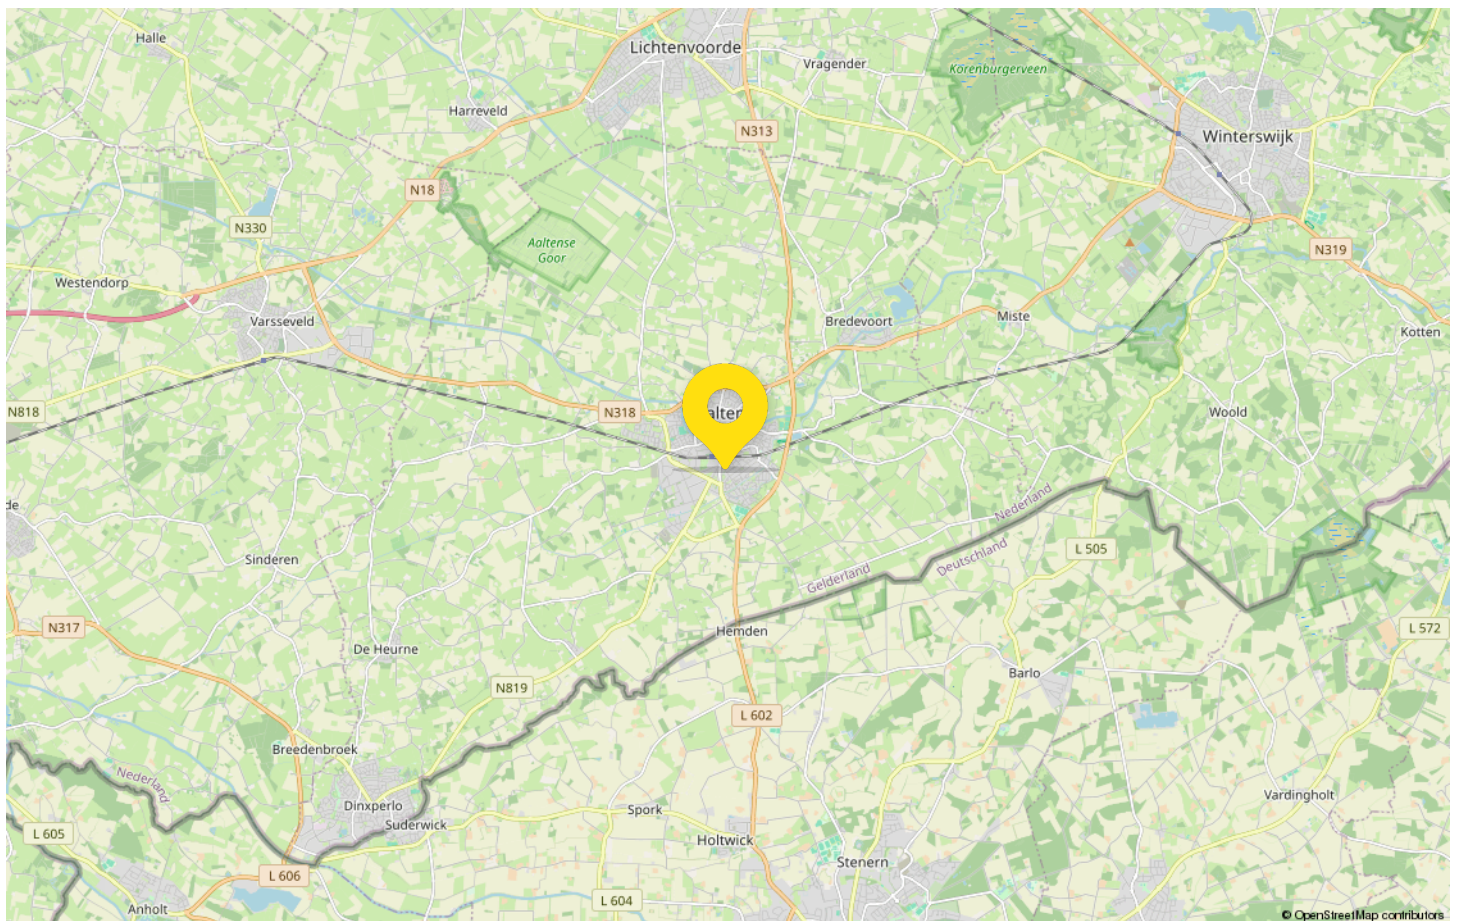 Halle
Lichtenvoorde
Vragender
Korenburgerveen
Harreveld
N313
Winterswijk
N18
N330
Aaltense
Goor
N319
Westendorp
Varsseveld
Bredevoort
Miste
Kotten
N818
N318
alten
Woold
de
Nederland
Deutschland
L 505
Gelderland
Sinderen
N317
Hemden
L 572
De Heurne
Barlo
N819
L 602
Breedenbroek
Nederland
Dinxperlo
Suderwick
Spork
Vardingholt
L 605
Holtwick
Stenern
L 606
L 604
Anholt
© OpenStreetMap contributors